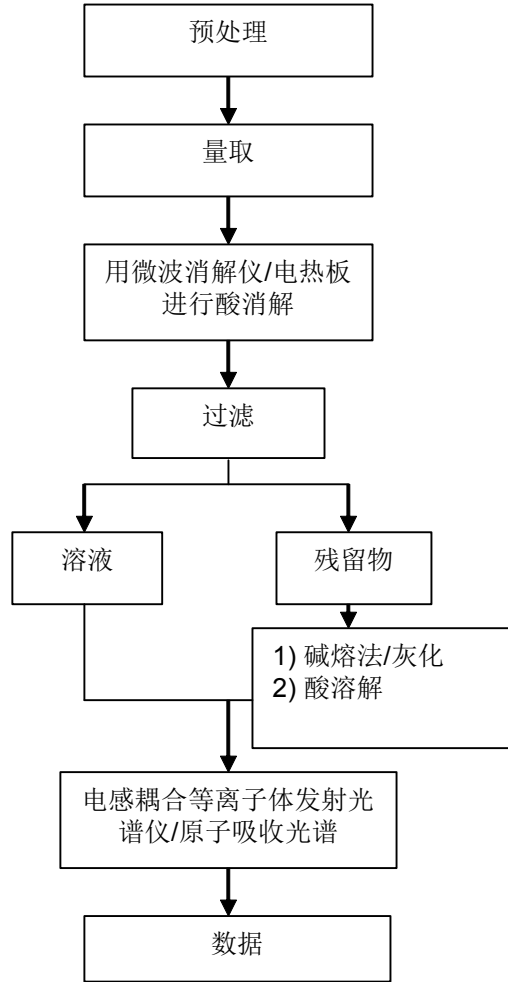 预处理
量取
用微波消解仪/电热板
进行酸消解
过滤
溶液
残留物
1) 碱熔法/灰化
2) 酸溶解
电感耦合等离子体发射光
谱仪/原子吸收光谱
数据